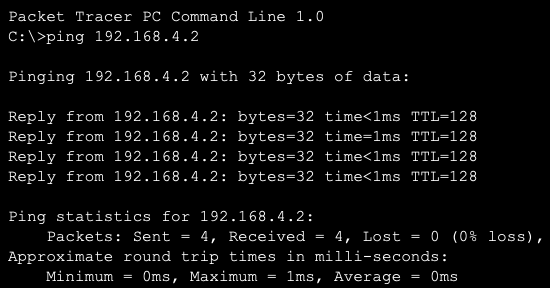 Packet Tracer PC Command Line 1.0
C:\>ping 192.168.4.2
Pinging 192.168.4.2 with 32 bytes of data:
Reply from 192.168.4.2: bytes=32 time<1ms TTL=128
Reply from 192.168.4.2: bytes=32 time=1ms TTL=128
Reply from 192.168.4.2: bytes=32 time<1ms TTL=128
Reply from 192.168.4.2: bytes=32 time<1ms TTL=128
Ping statistics for 192.168.4.2:
    Packets: Sent = 4, Received = 4, Lost = 0 (0% loss),
Approximate round trip times in milli-seconds:
    Minimum = 0ms, Maximum = 1ms, Average = 0ms